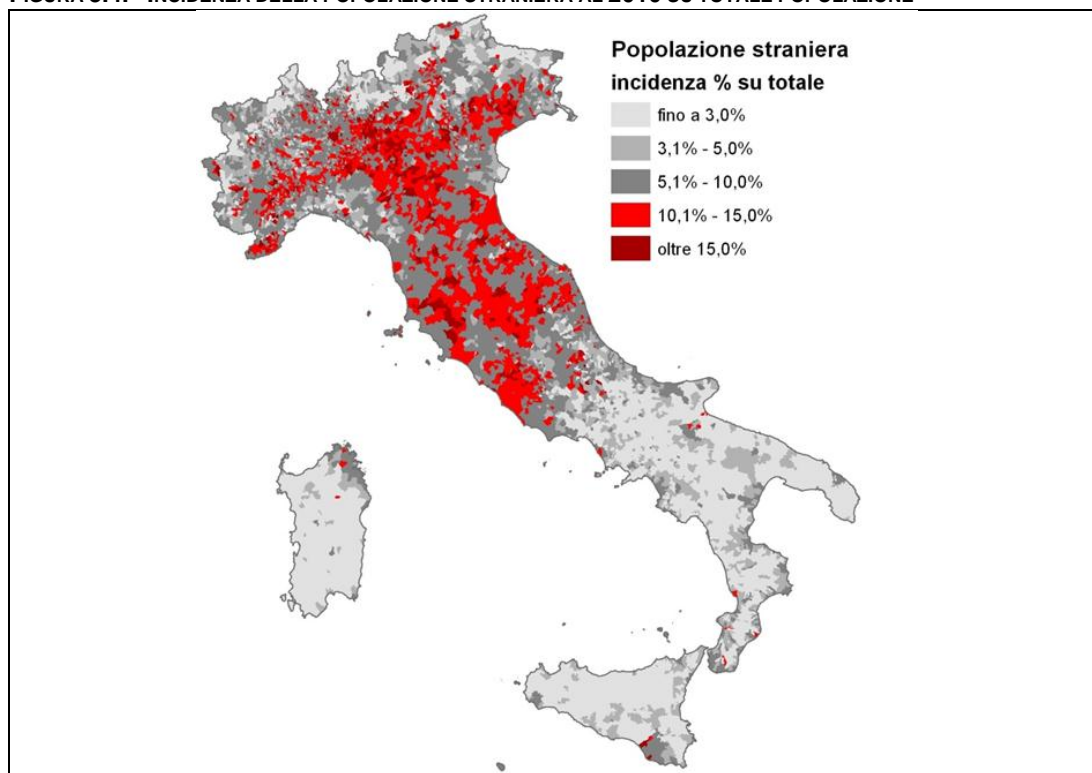 Popolazione straniera
incidenza % su totale
fino a 3,0%
3,1% - 5,0%
5,1% - 10,0%
10,1% - 15,0%
oltre 15,0%